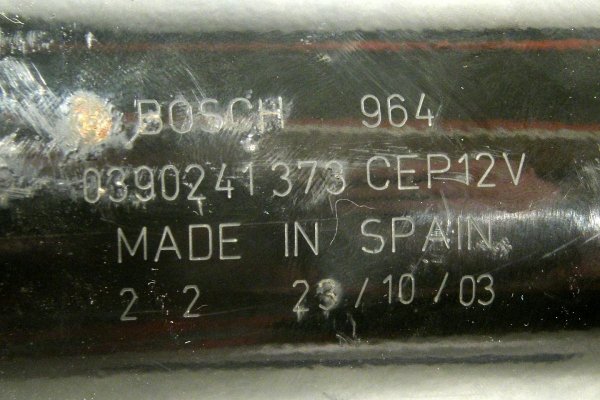 BOSCH 964
0390241373 CEP12V
MADE IN SPAIN
2 2 23/10/03